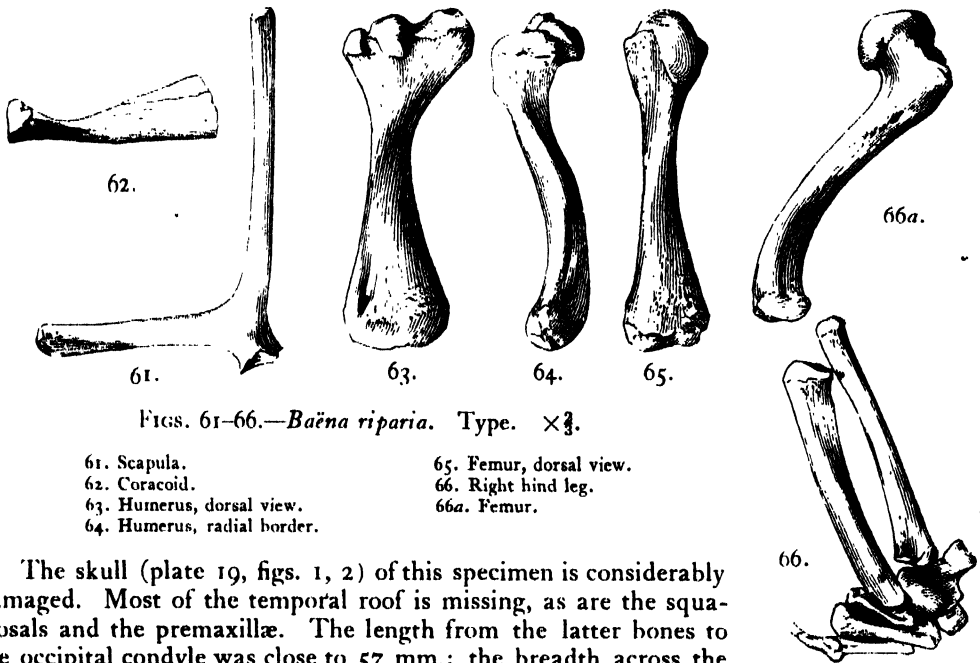 62.
66a.
61.
63.
64.
65.
FIGS. 61–66.—Baëna riparia. Type. ×⅔.
61. Scapula.
62. Coracoid.
63. Humerus, dorsal view.
64. Humerus, radial border.
65. Femur, dorsal view.
66. Right hind leg.
66a. Femur.
66.
The skull (plate 19, figs. 1, 2) of this specimen is considerably
maged. Most of the temporal roof is missing, as are the squa-
osals and the premaxillæ. The length from the latter bones to
e occipital condyle was close to 57 mm.; the breadth across the